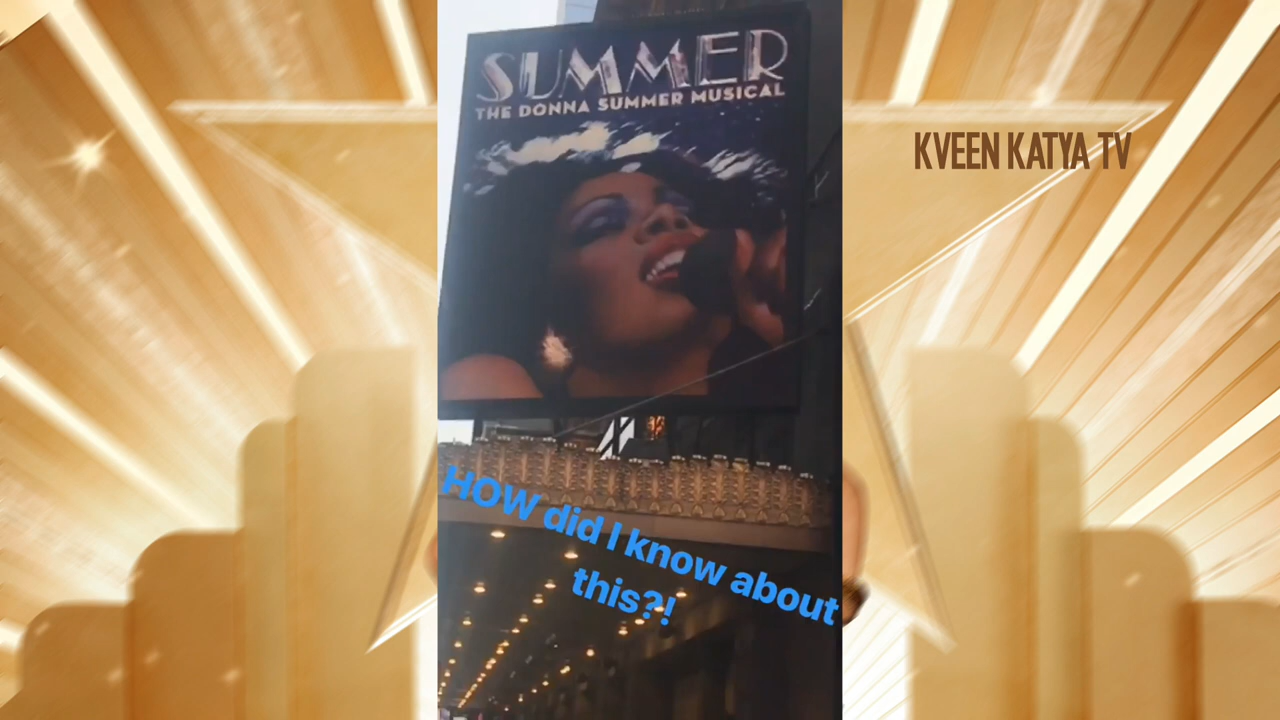 SUMMER
THE DONNA SUMMER MUSICAL
KVEEN KATYA TV
HOW did I know about
this?!